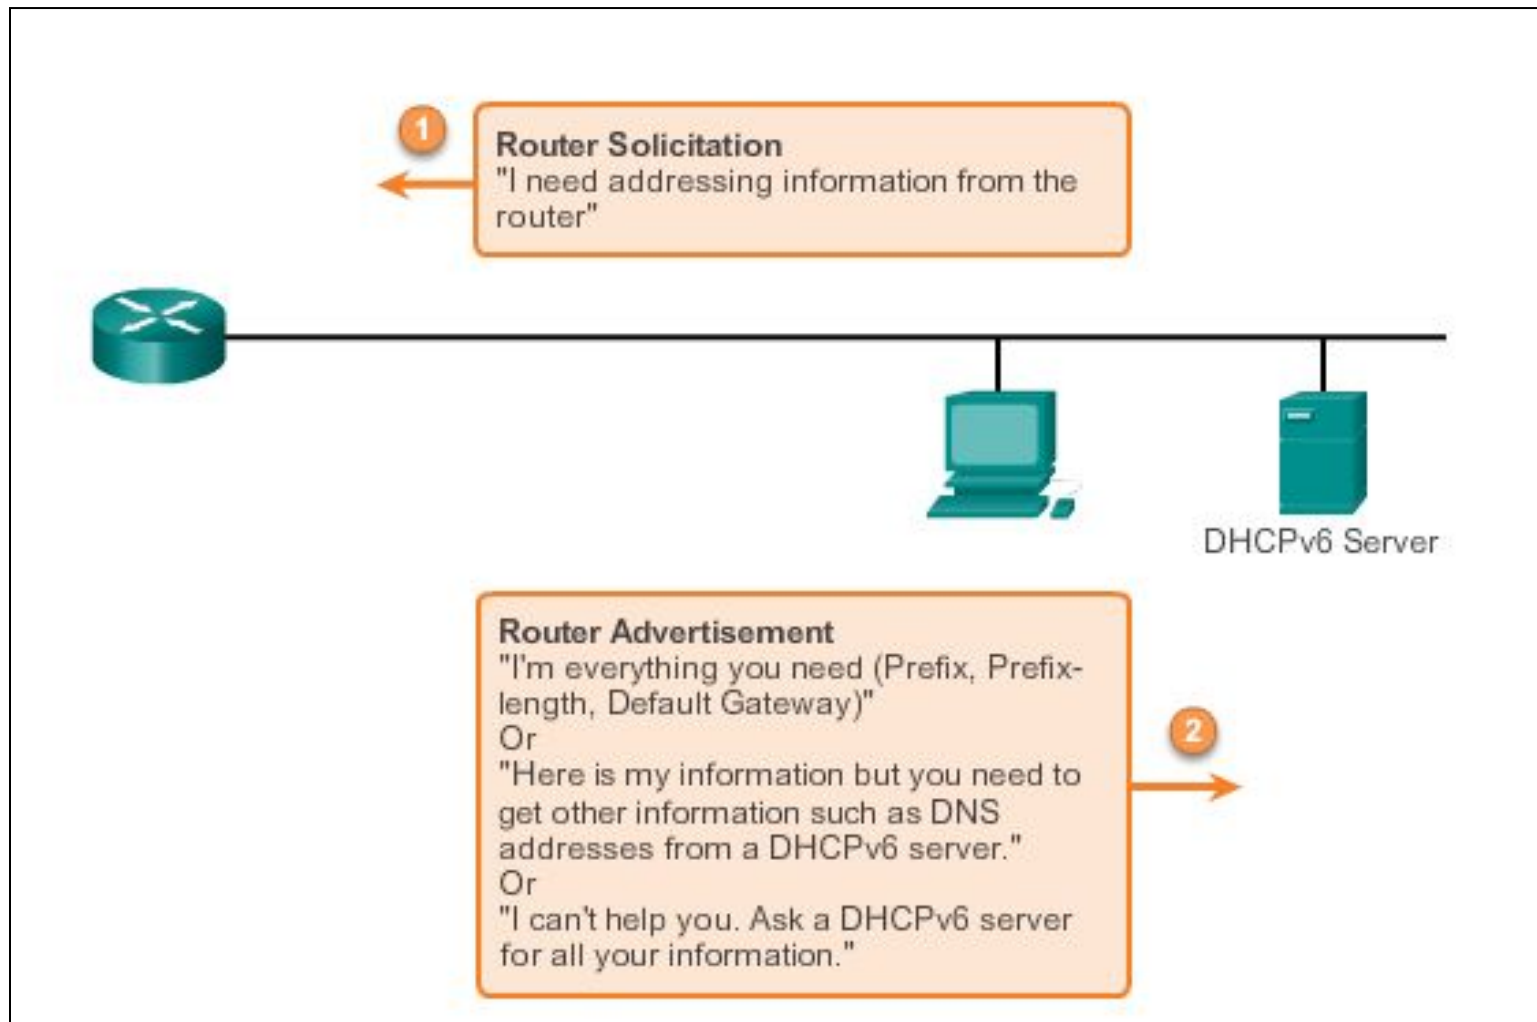 1
Router Solicitation
"I need addressing information from the
router"
DHCPv6 Server
Router Advertisement
"I'm everything you need (Prefix, Prefix-
length, Default Gateway)"
Or
"Here is my information but you need to
get other information such as DNS
addresses from a DHCPv6 server."
Or
"I can't help you. Ask a DHCPv6 server
for all your information."
2